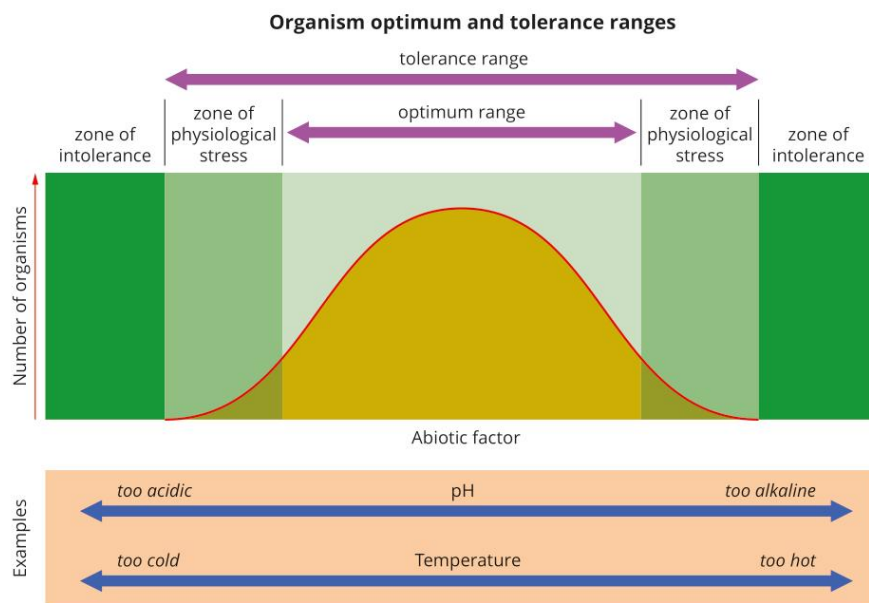 Organism optimum and tolerance ranges
tolerance range
zone of
intolerance
zone of
physiological
stress
optimum range
zone of
physiological
stress
zone of
intolerance
Number of organisms
Abiotic factor
Examples
too acidic
pH
too alkaline
too cold
Temperature
too hot